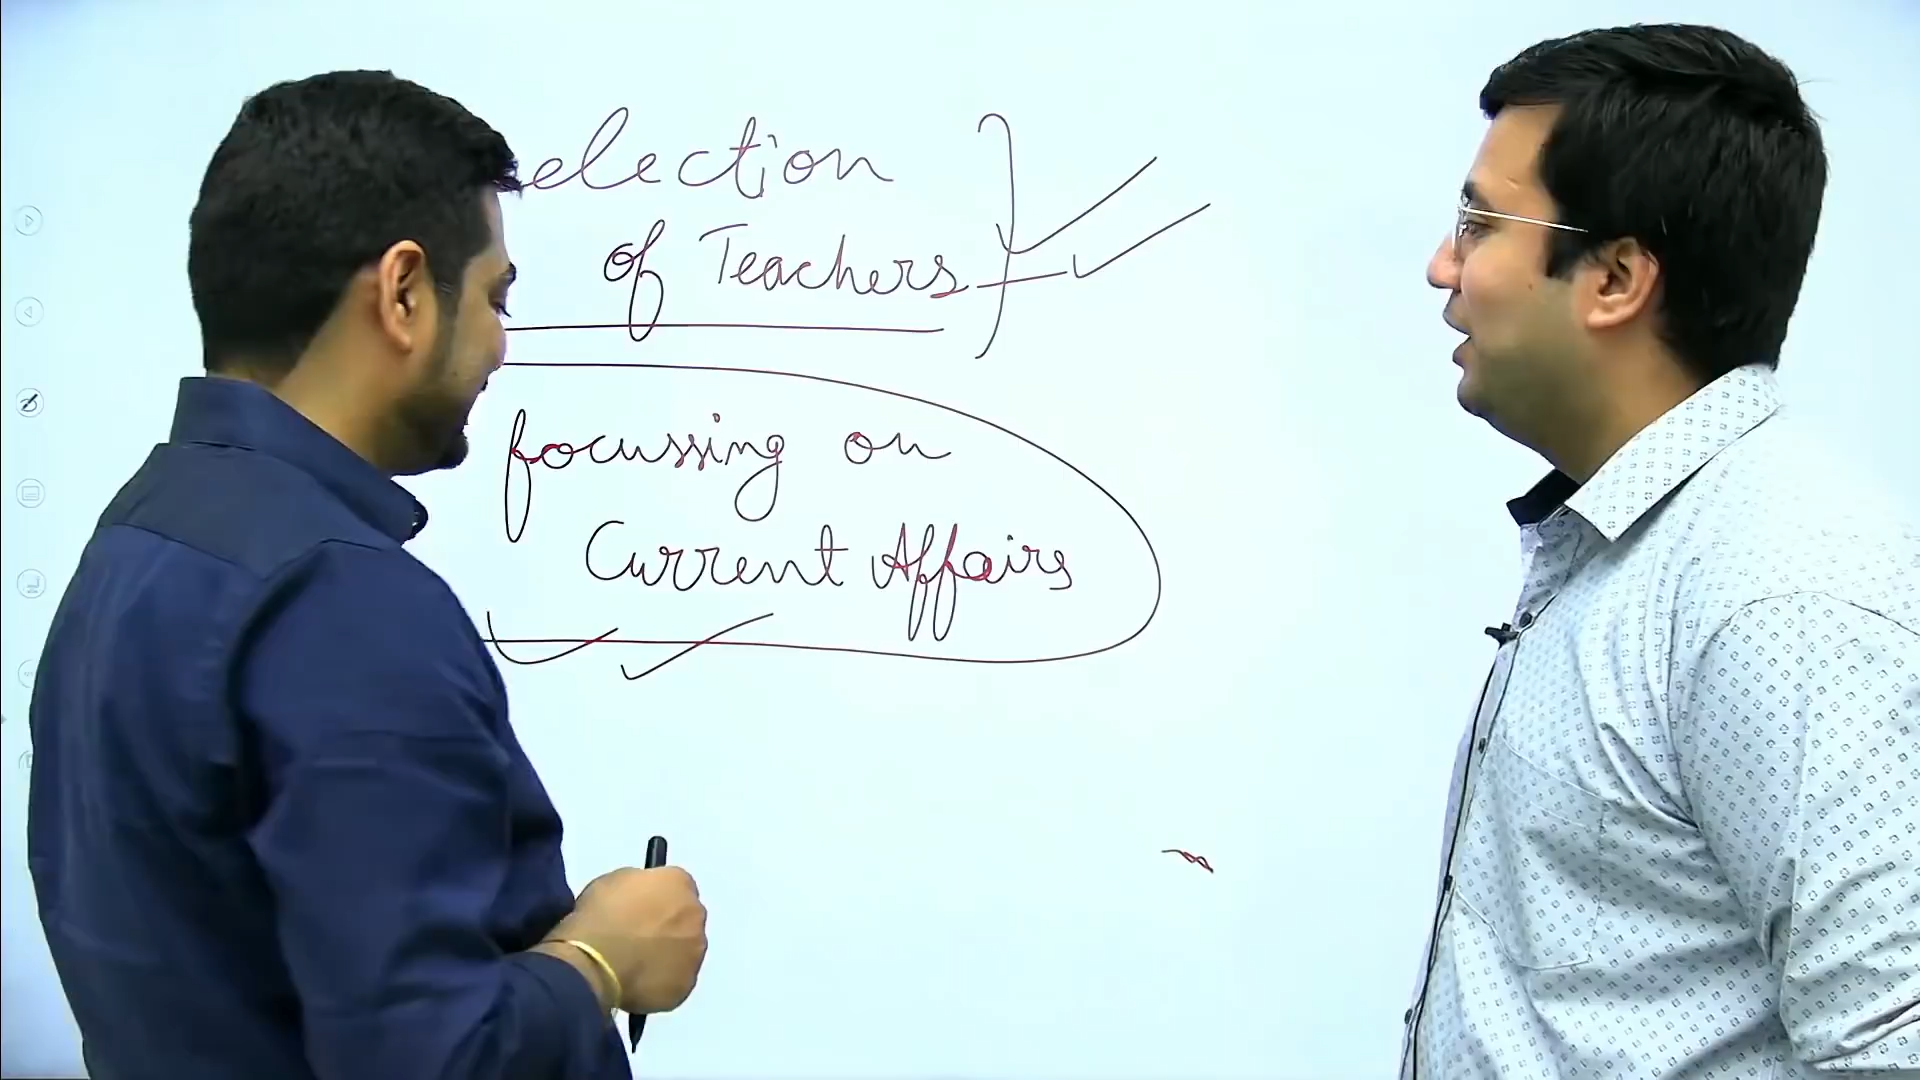 election
of Teachers
focussing on
Current Affairs